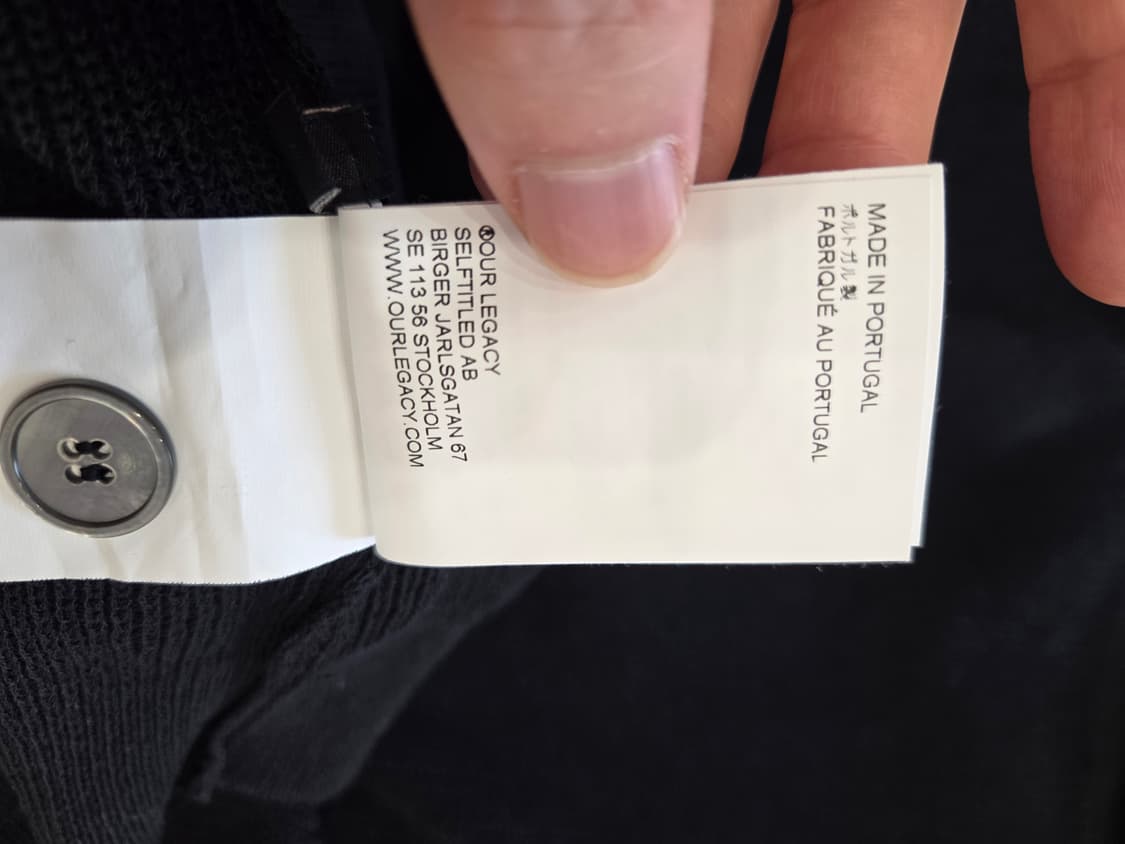 MADE IN PORTUGAL
ポルトガル製
FABRIQUÉ AU PORTUGAL
®OUR LEGACY
SELFTITLED AB
BIRGER JARLSGATAN 67
SE 113 56 STOCKHOLM
WWW.OURLEGACY.COM